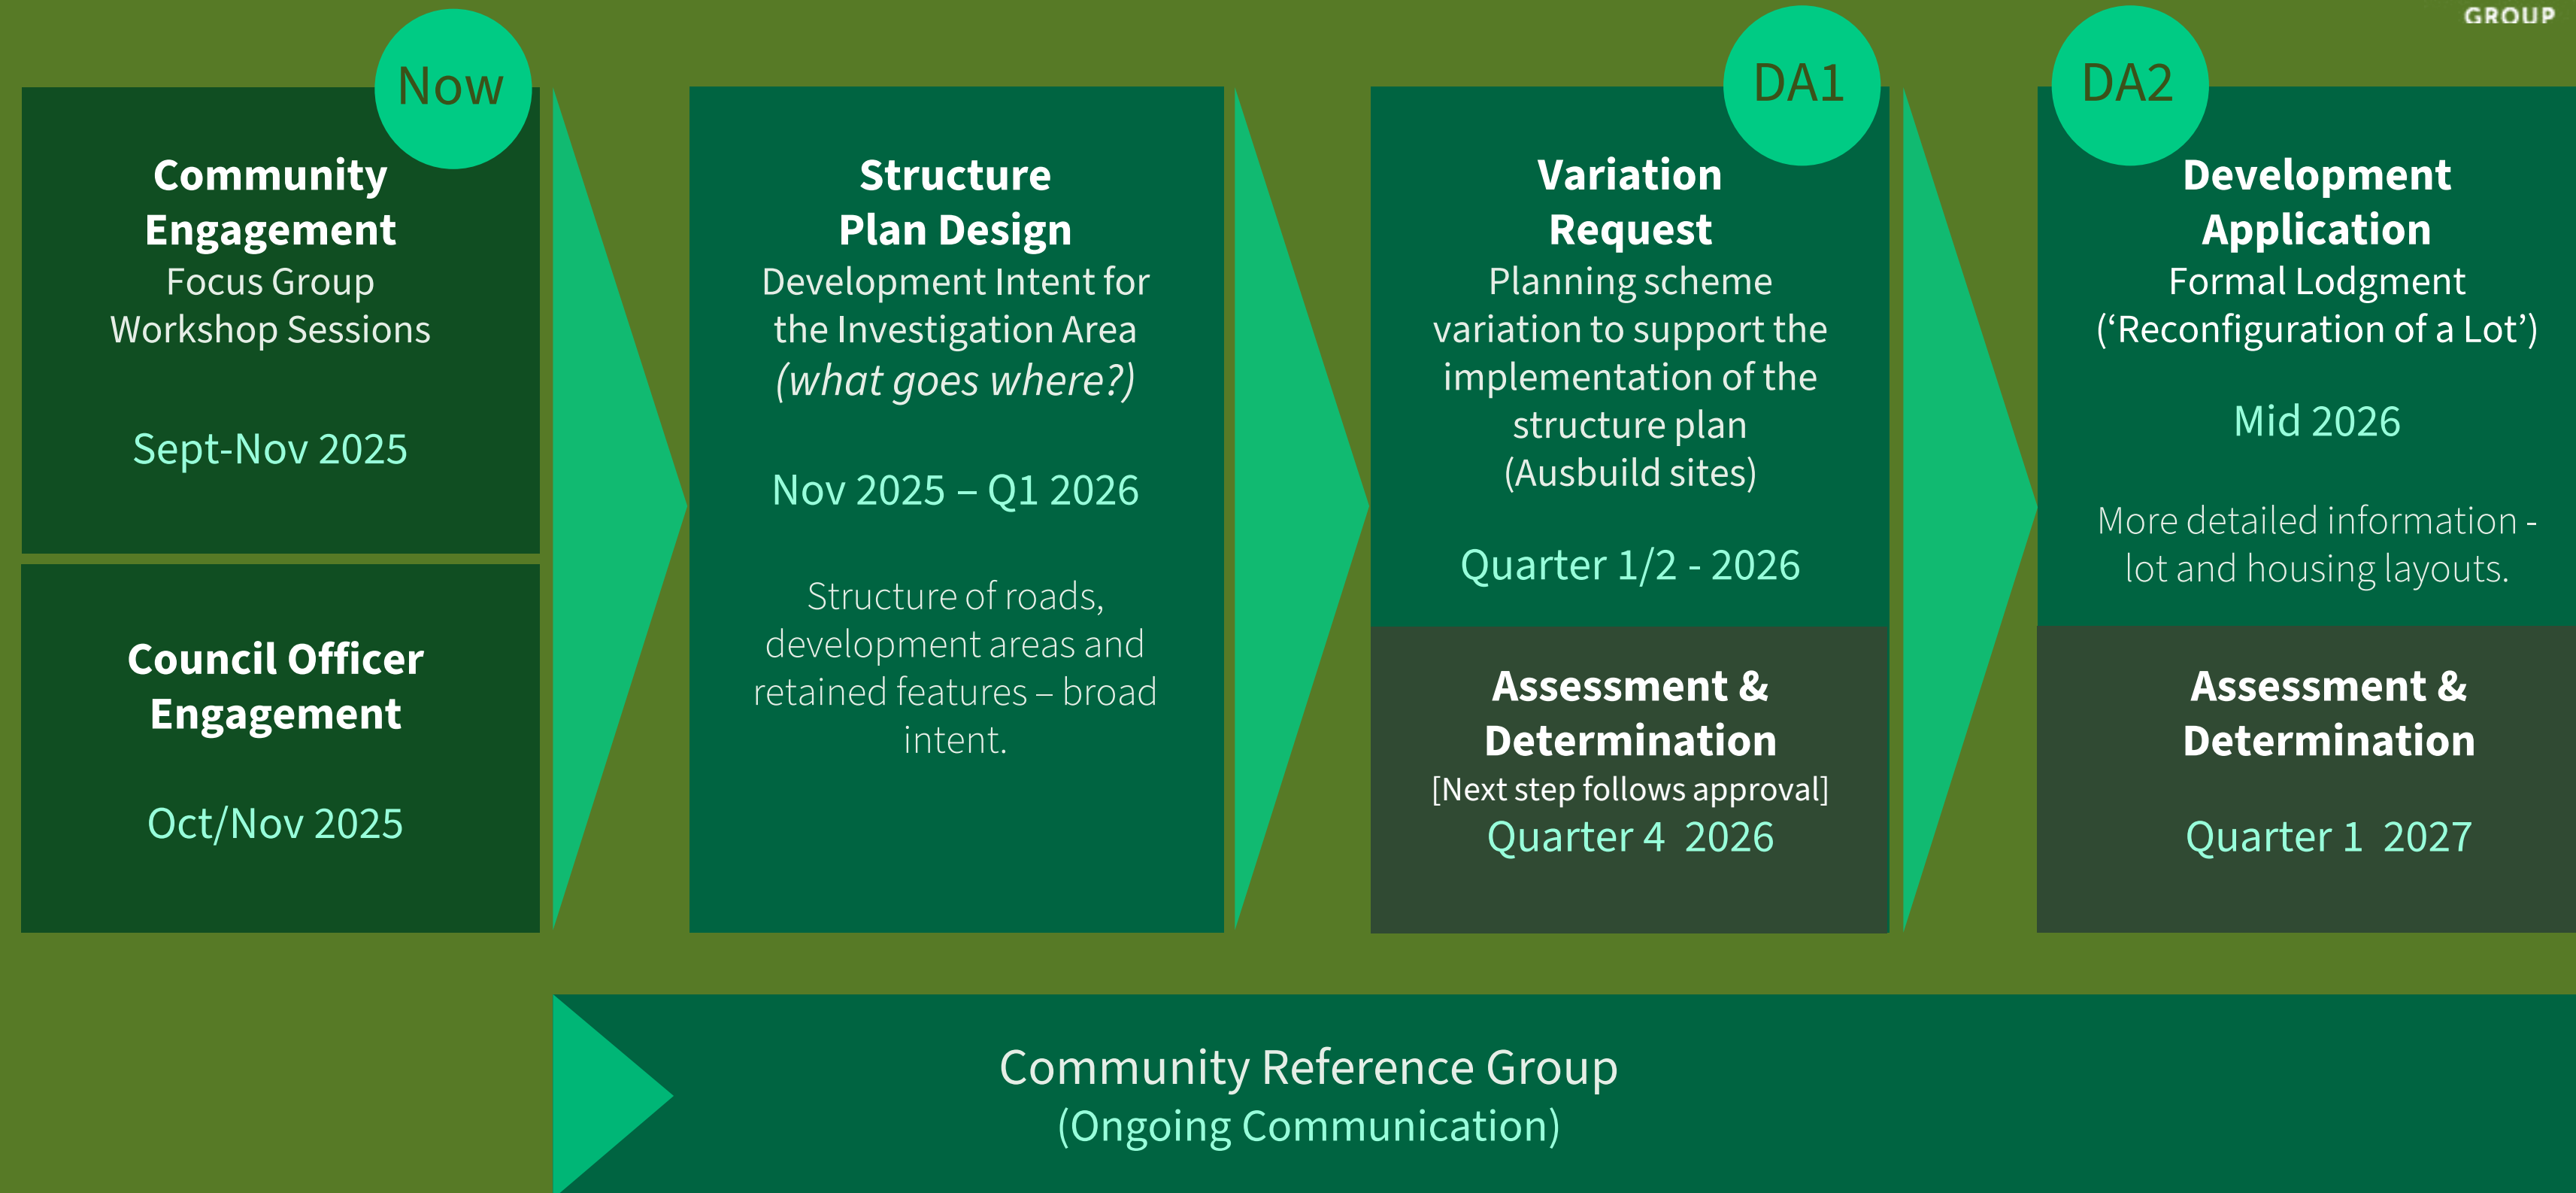 GROUP
Now
Community
Engagement
Focus Group
Workshop Sessions
Sept-Nov 2025
Council Officer
Engagement
Oct/Nov 2025
Structure
Plan Design
Development Intent for
the Investigation Area
(what goes where?)
Nov 2025 – Q1 2026
Structure of roads,
development areas and
retained features – broad
intent.
DA1
Variation
Request
Planning scheme
variation to support the
implementation of the
structure plan
(Ausbuild sites)
Quarter 1/2 - 2026
Assessment &
Determination
[Next step follows approval]
Quarter 4  2026
DA2
Development
Application
Formal Lodgment
(‘Reconfiguration of a Lot’)
Mid 2026
More detailed information -
lot and housing layouts.
Assessment &
Determination
Quarter 1  2027
Community Reference Group
(Ongoing Communication)